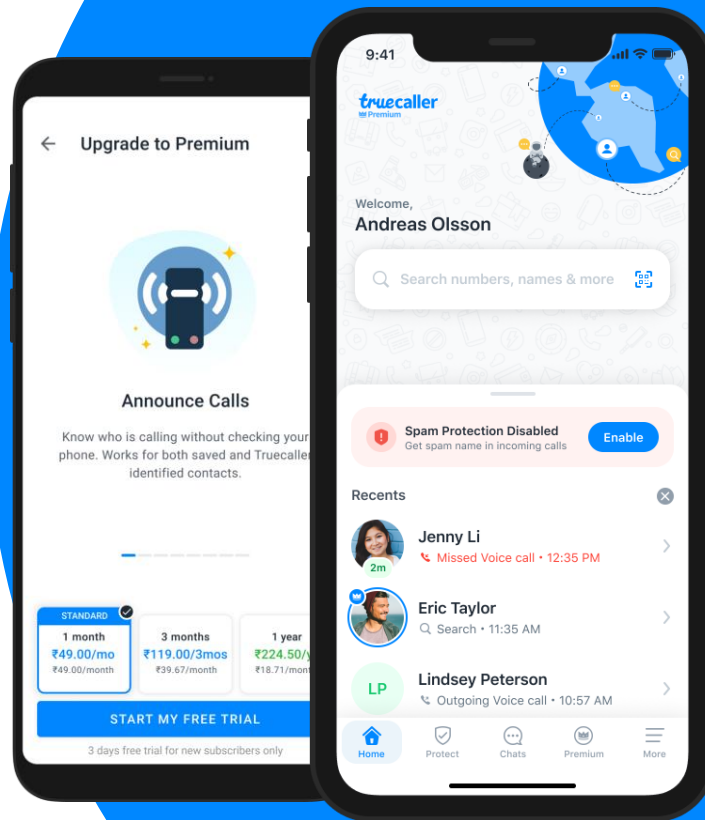 Upgrade to Premium
Announce Calls
Know who is calling without checking your
phone. Works for both saved and Truecaller
identified contacts.
STANDARD
1 month
₹49.00/mo
₹49.00/month
3 months
₹119.00/3mos
₹39.67/month
1 year
₹224.50/y
₹18.71/mon
START MY FREE TRIAL
3 days free trial for new subscribers only
9:41
truecaller
Premium
Welcome,
Andreas Olsson
Search numbers, names & more
Spam Protection Disabled
Get spam name in incoming calls
Enable
Recents
Jenny Li
Missed Voice call • 12:35 PM
2m
Eric Taylor
Search • 11:35 AM
LP
Lindsey Peterson
Outgoing Voice call • 10:57 AM
Home
Protect
Chats
Premium
More